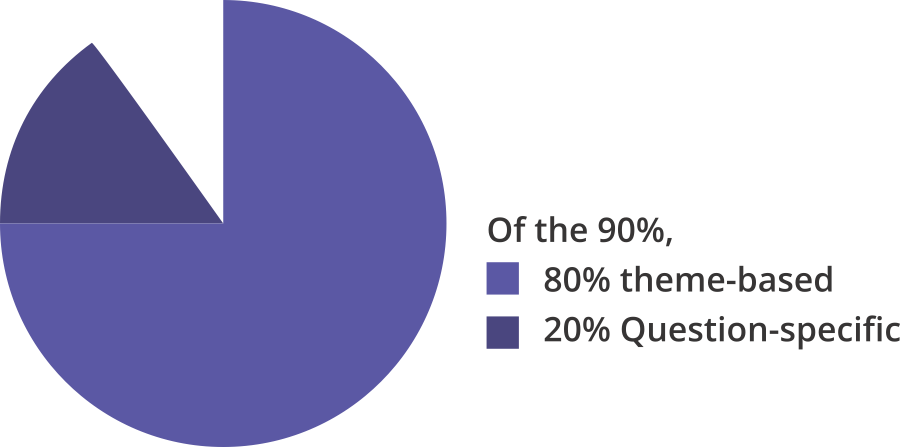 Of the 90%,
80% theme-based
20% Question-specific